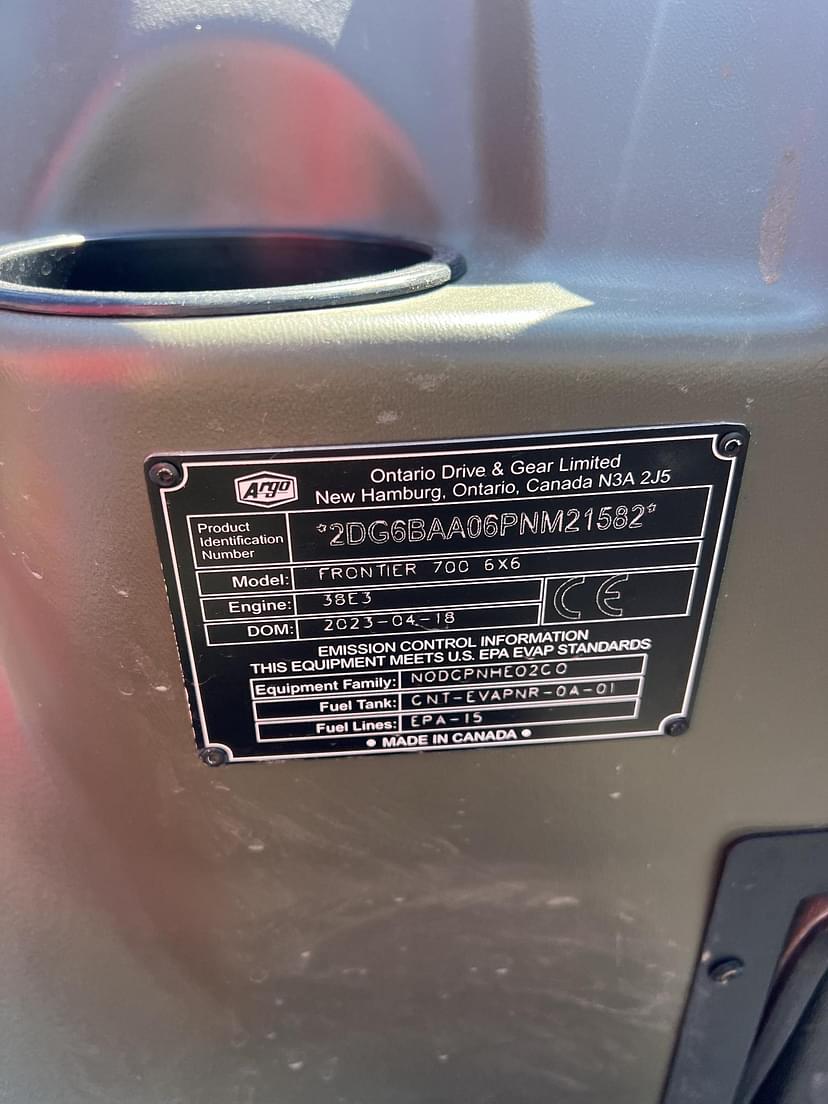 Argo
Ontario Drive & Gear Limited
New Hamburg, Ontario, Canada N3A 2J5
Product Identification Number *2DG6BAA06PNM21582*
Model: FRONTIER 700 6X6
Engine: 38E3
CE
DOM: 2023-04-18
EMISSION CONTROL INFORMATION
THIS EQUIPMENT MEETS U.S. EPA EVAP STANDARDS
Equipment Family: NODGPNHE02C0
Fuel Tank: CNT-EVAPNR-0A-01
Fuel Lines: EPA-15
• MADE IN CANADA •